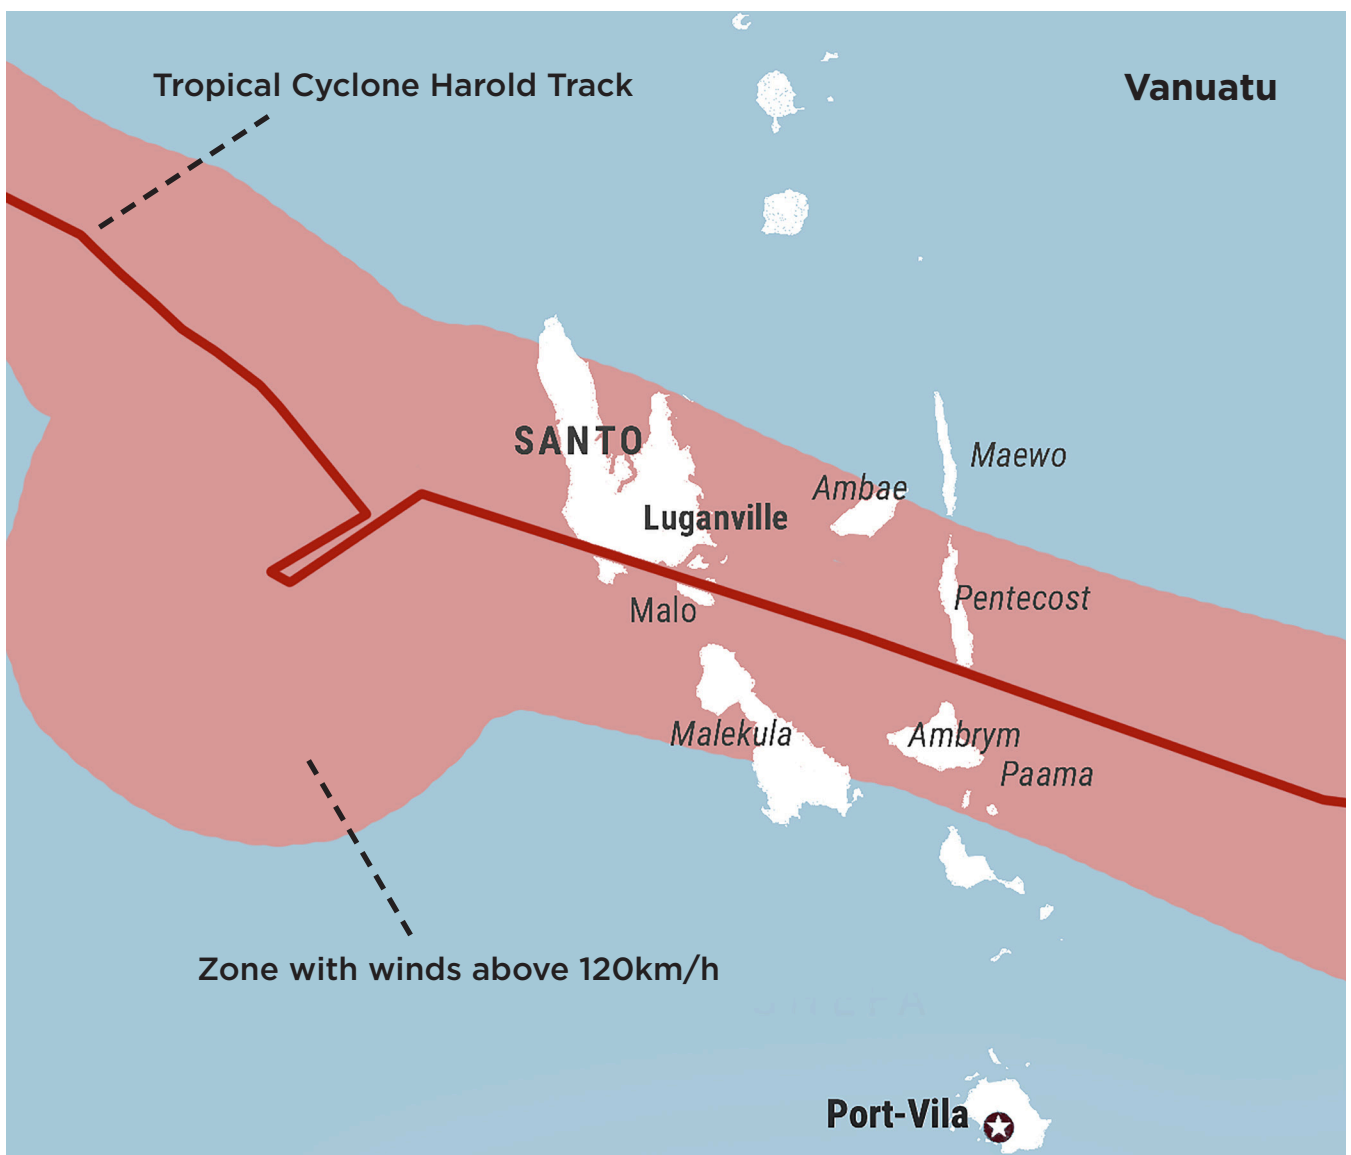 Tropical Cyclone Harold Track
Vanuatu
SANTO
Maewo
Ambae
Luganville
Pentecost
Malo
Malekula
Ambrym
Paama
Zone with winds above 120km/h
Port-Vila